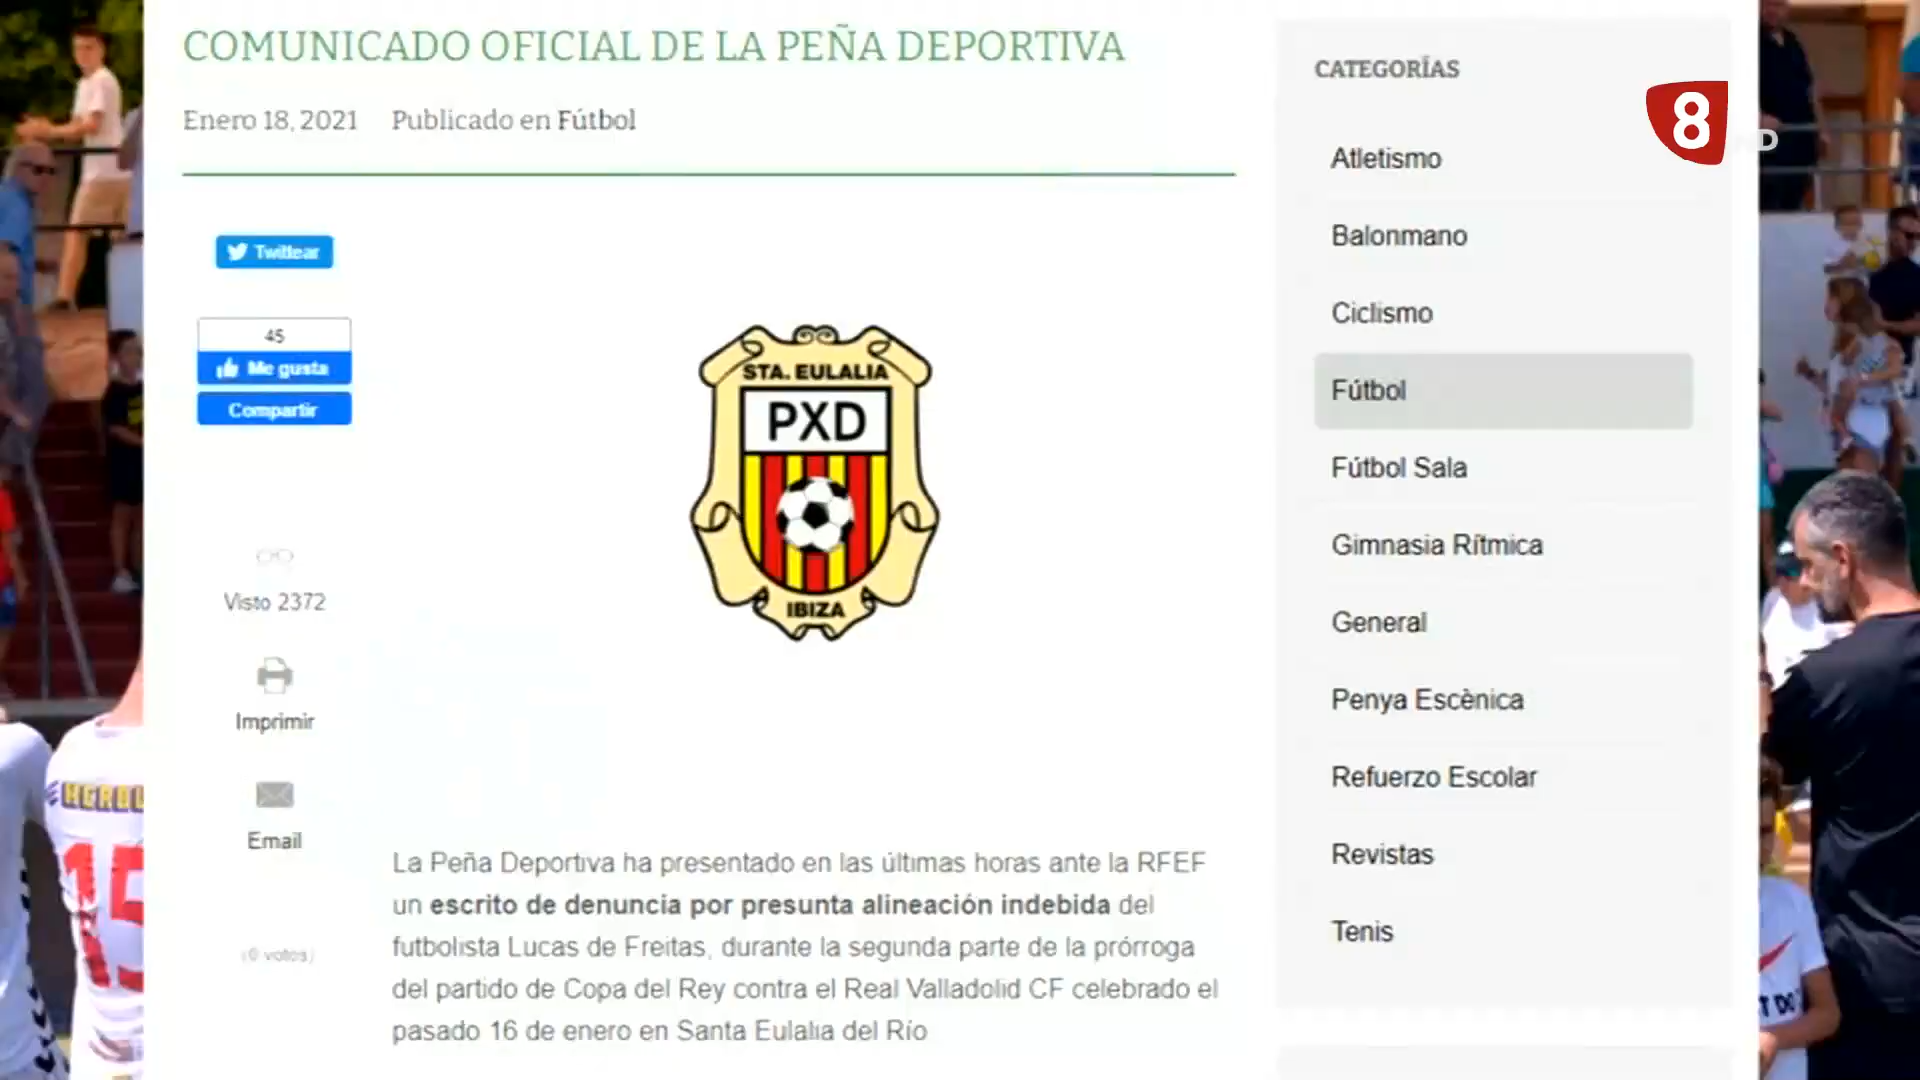 COMUNICADO OFICIAL DE LA PEÑA DEPORTIVA
Enero 18, 2021 Publicado en Fútbol
Twittear
45
Me gusta
Compartir
Visto 2372
Imprimir
Email
(0 votos)
STA. EULALIA
PXD
IBIZA
La Peña Deportiva ha presentado en las últimas horas ante la RFEF
un escrito de denuncia por presunta alineación indebida del
futbolista Lucas de Freitas, durante la segunda parte de la prórroga
del partido de Copa del Rey contra el Real Valladolid CF celebrado el
pasado 16 de enero en Santa Eulalia del Río
CATEGORÍAS
Atletismo
Balonmano
Ciclismo
Fútbol
Fútbol Sala
Gimnasia Rítmica
General
Penya Escènica
Refuerzo Escolar
Revistas
Tenis
8
15